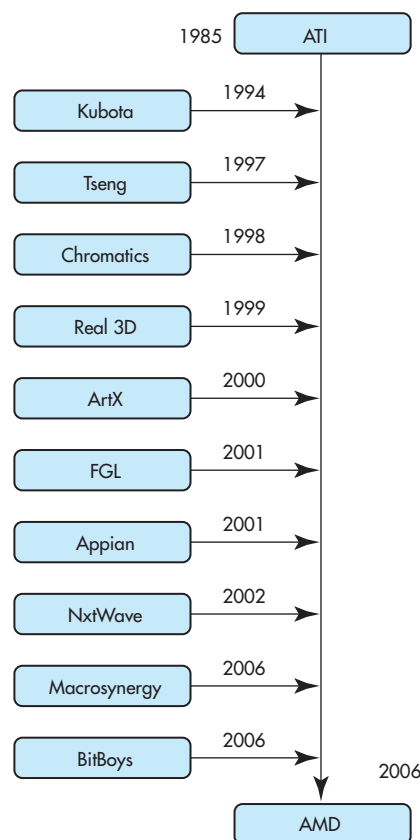 1985 ATI
1994
Kubota
1997
Tseng
1998
Chromatics
1999
Real 3D
2000
ArtX
2001
FGL
2001
Appian
2002
NxtWave
2006
Macrosynergy
2006
BitBoys
2006
AMD